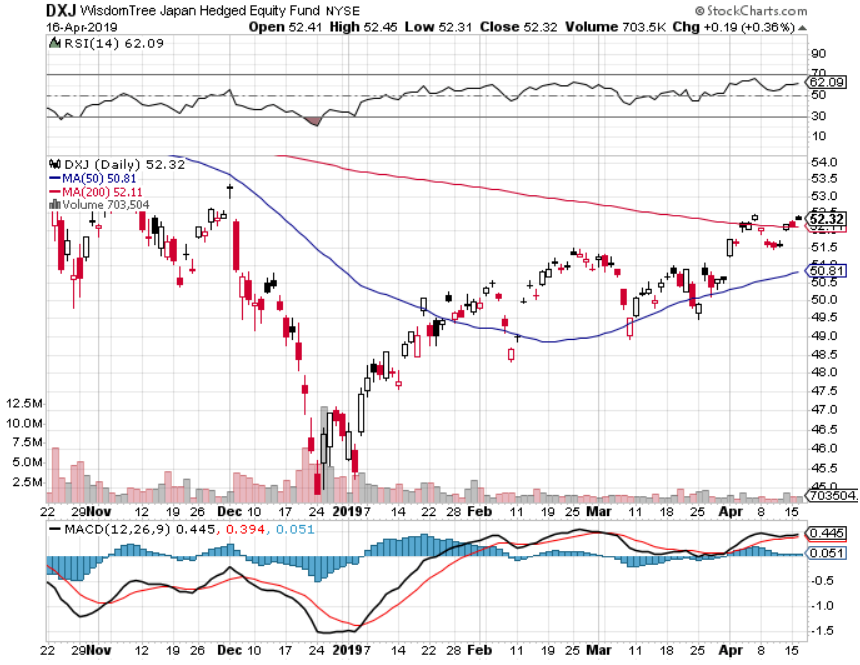 DXJ WisdomTree Japan Hedged Equity Fund NYSE © StockCharts.com
16-Apr-2019 Open 52.41 High 52.45 Low 52.31 Close 52.32 Volume 703.5K Chg +0.19 (+0.36%)
RSI(14) 62.09
90
70
62.09
50
30
10
DXJ (Daily) 52.32
MA(50) 50.81
MA(200) 52.11
Volume 703,504
54.0
53.5
53.0
52.32
51.5
50.81
50.5
50.0
49.5
49.0
48.5
48.0
47.5
12.5M 47.0
10.0M 46.5
7.5M 46.0
5.0M 45.5
2.5M 45.0
703504.
22 29 Nov 12 19 26 Dec 10 17 24 2019 7 14 22 28 Feb 11 19 25 Mar 11 18 25 Apr 8 15
MACD(12,26,9) 0.445, 0.394, 0.051
0.445
0.051
-0.5
-1.0
-1.5
22 29 Nov 12 19 26 Dec 10 17 24 2019 7 14 22 28 Feb 11 19 25 Mar 11 18 25 Apr 8 15